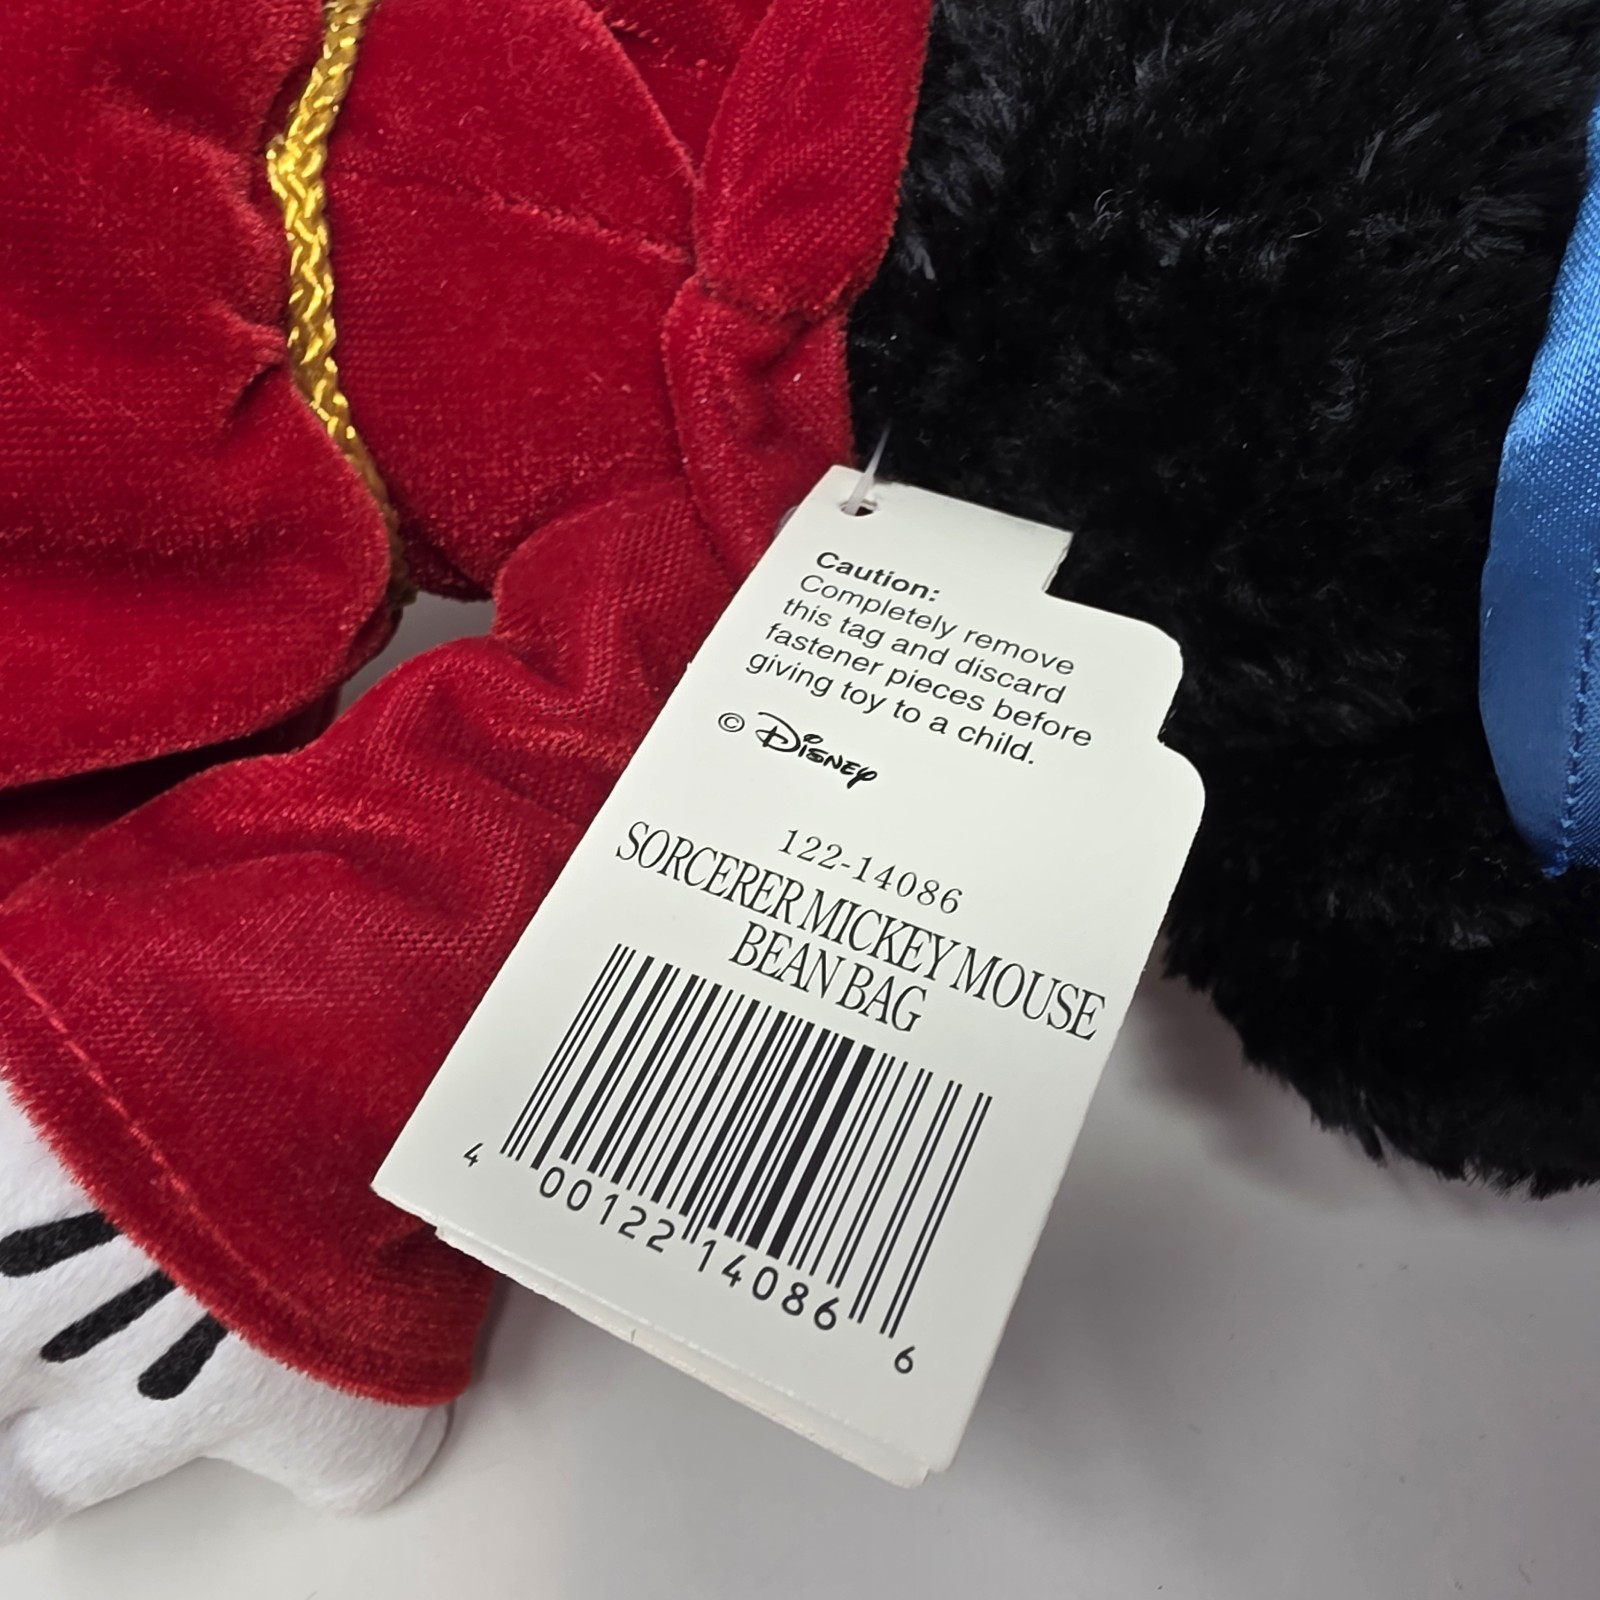 Caution:
Completely remove
this tag and discard
fastener pieces before
giving toy to a child.
© Disney
122-14086
SORCERER MICKEY MOUSE
BEAN BAG
4 00122 14086 6